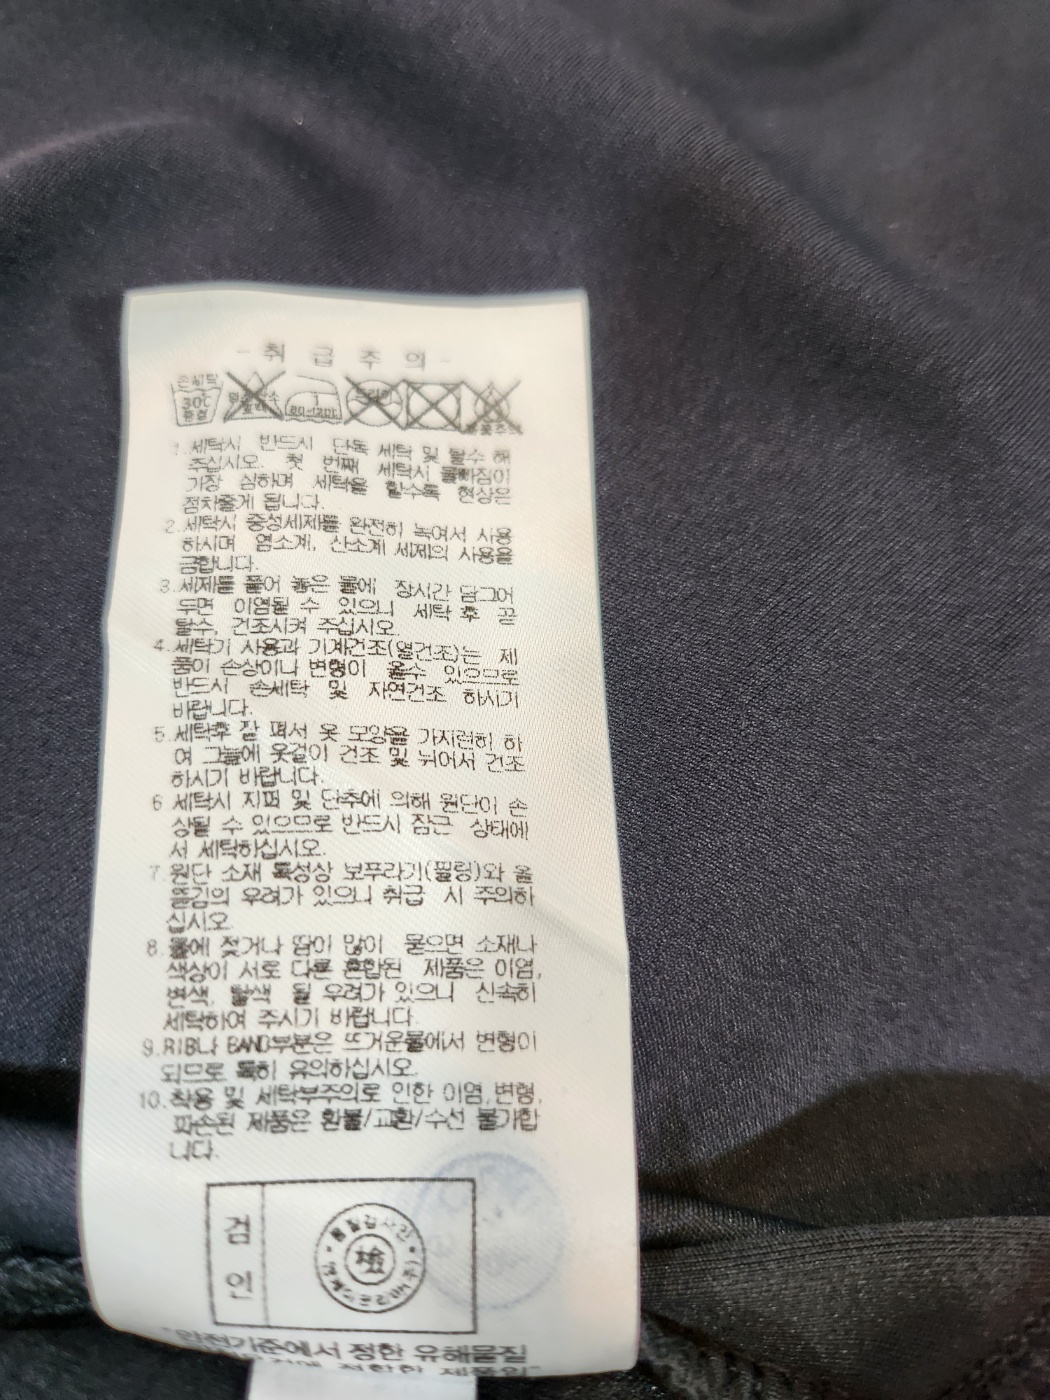 - 취 급 주 의 -
손세탁 30℃ 중성
80-120℃
1. 세탁시 반드시 단독 세탁 및 탈수 해
주십시오. 첫 번째 세탁시 물빠짐이
가장 심하며 세탁을 할수록 현상은
점차줄게 됩니다.
2. 세탁시 중성세제를 완전히 녹여서 사용
하시며 염소계, 산소계 세제의 사용을
금합니다.
3. 세제를 풀어 놓은 물에 장시간 담그어
두면 이염될 수 있으니 세탁 후 곧
탈수, 건조시켜 주십시오.
4. 세탁기 사용과 기계건조(열건조)는 제
품의 손상이나 변형이 올수 있으므로
반드시 손세탁 및 자연건조 하시기
바랍니다.
5. 세탁후 잘 펴서 옷 모양을 가지런히 하
여 그늘에 옷걸이 건조 및 뉘어서 건조
하시기 바랍니다.
6. 세탁시 지퍼 및 단추에 의해 원단이 손
상될 수 있으므로 반드시 잠근 상태에
서 세탁하십시오.
7. 원단 소재 특성상 보푸라기(필링)와 올
뜯김의 우려가 있으니 취급 시 주의하
십시오.
8. 물에 젖거나 땀이 많이 묻으면 소재나
색상이 서로 다른 혼합된 제품은 이염,
변색, 탈색 될 우려가 있으니 신속히
세탁하여 주시기 바랍니다.
9. RIB나 BAND부분은 뜨거운물에서 변형이
되므로 특히 유의하십시오.
10. 착용 및 세탁부주의로 인한 이염,변형,
파손된 제품은 환불/교환/수선 불가합
니다.
검 인
檢
"안전기준에서 정한 유해물질